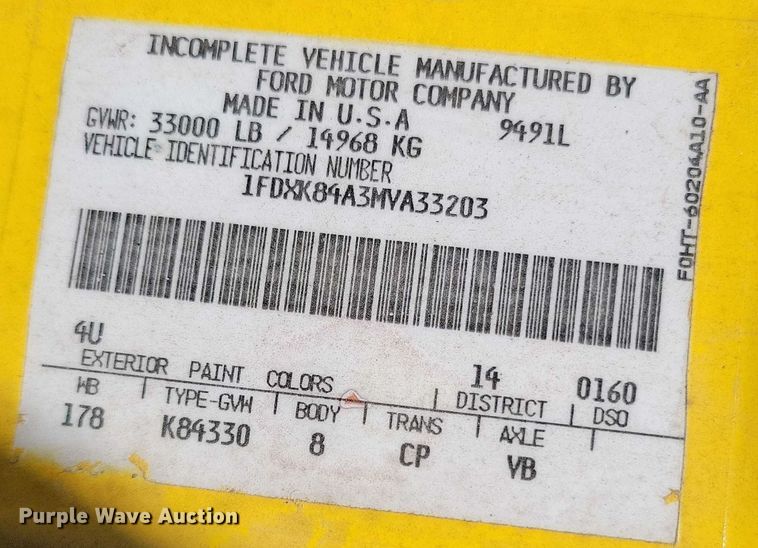 INCOMPLETE VEHICLE MANUFACTURED BY
FORD MOTOR COMPANY
MADE IN U.S.A
9491L
GVWR: 33000 LB / 14968 KG
VEHICLE IDENTIFICATION NUMBER
1FDXK84A3MVA33203
F0HT-60204A10-AA
4U
14 0160
EXTERIOR PAINT COLORS DISTRICT DSO
WB TYPE-GVW BODY TRANS AXLE
178 K84330 8 CP VB
Purple Wave Auction